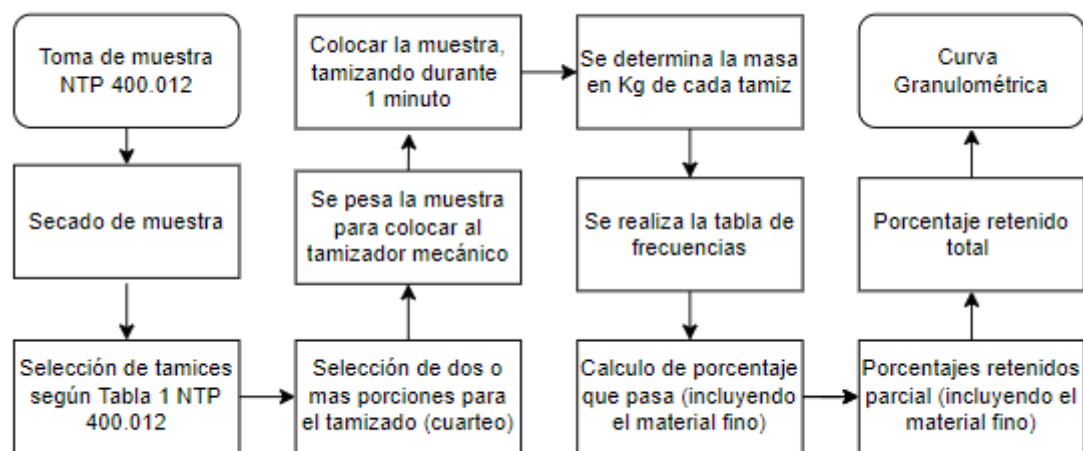 Toma de muestra
NTP 400.012
Secado de muestra
Selección de tamices
según Tabla 1 NTP
400.012
Selección de dos o
mas porciones para
el tamizado (cuarteo)
Se pesa la muestra
para colocar al
tamizador mecánico
Colocar la muestra,
tamizando durante
1 minuto
Se determina la masa
en Kg de cada tamiz
Se realiza la tabla de
frecuencias
Calculo de porcentaje
que pasa (incluyendo
el material fino)
Porcentajes retenidos
parcial (incluyendo el
material fino)
Porcentaje retenido
total
Curva
Granulométrica